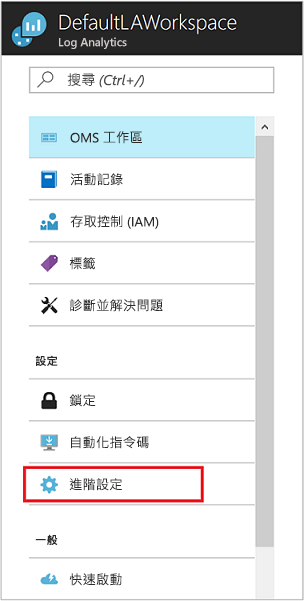 DefaultLAWorkspace
Log Analytics
搜尋 (Ctrl+/)
OMS 工作區
活動記錄
存取控制 (IAM)
標籤
診斷並解決問題
設定
鎖定
自動化指令碼
進階設定
一般
快速啟動